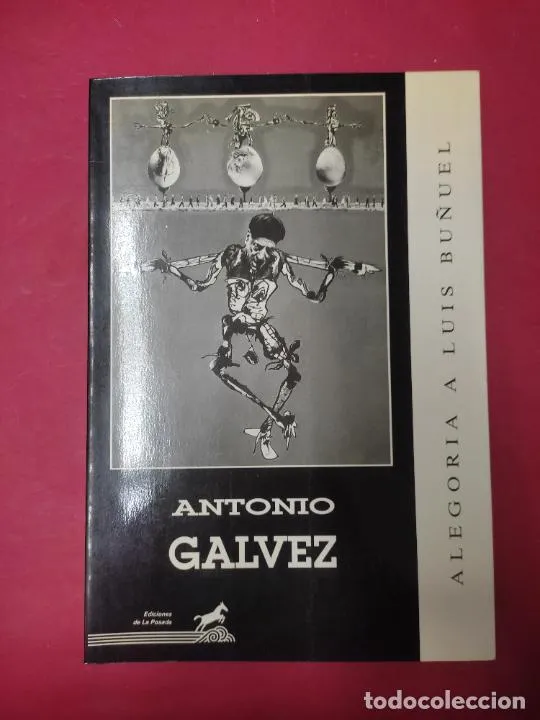 ANTONIO
GALVEZ
Ediciones
de La Posada
ALEGORIA A LUIS BUÑUEL
todocoleccion